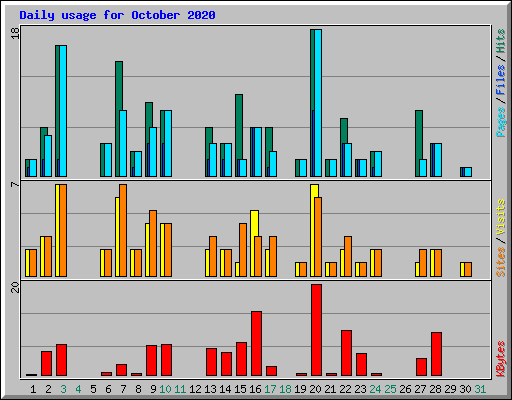 Daily usage for October 2020
18
Pages / Files / Hits
7
Sites / Visits
20
KBytes
1 2 3 4 5 6 7 8 9 10 11 12 13 14 15 16 17 18 19 20 21 22 23 24 25 26 27 28 29 30 31